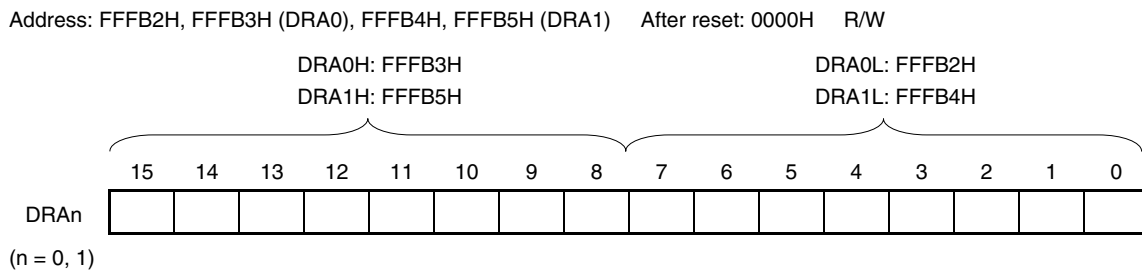 Address: FFFB2H, FFFB3H (DRA0), FFFB4H, FFFB5H (DRA1) After reset: 0000H R/W
DRA0H: FFFB3H DRA0L: FFFB2H
DRA1H: FFFB5H DRA1L: FFFB4H
15 14 13 12 11 10 9 8 7 6 5 4 3 2 1 0
DRAn
(n = 0, 1)